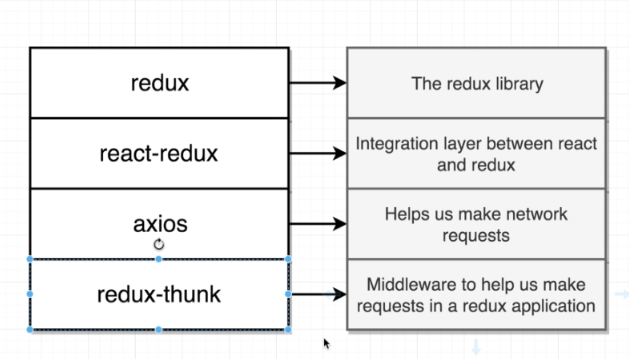 redux
The redux library
react-redux
Integration layer between react
and redux
axios
Helps us make network
requests
redux-thunk
Middleware to help us make
requests in a redux application